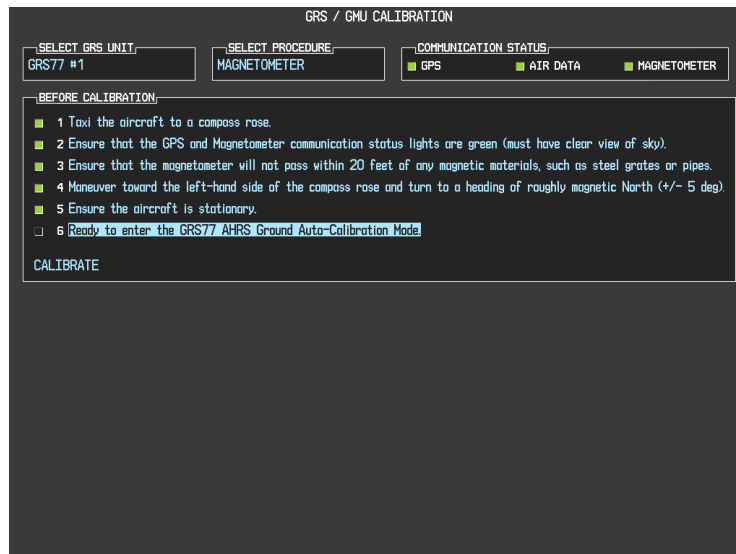 GRS / GMU CALIBRATION
SELECT GRS UNIT
GRS77 #1
SELECT PROCEDURE
MAGNETOMETER
COMMUNICATION STATUS
GPS AIR DATA MAGNETOMETER
BEFORE CALIBRATION
1 Taxi the aircraft to a compass rose.
2 Ensure that the GPS and Magnetometer communication status lights are green (must have clear view of sky).
3 Ensure that the magnetometer will not pass within 20 feet of any magnetic materials, such as steel grates or pipes.
4 Maneuver toward the left-hand side of the compass rose and turn to a heading of roughly magnetic North (+/- 5 deg).
5 Ensure the aircraft is stationary.
6 Ready to enter the GRS77 AHRS Ground Auto-Calibration Mode.
CALIBRATE